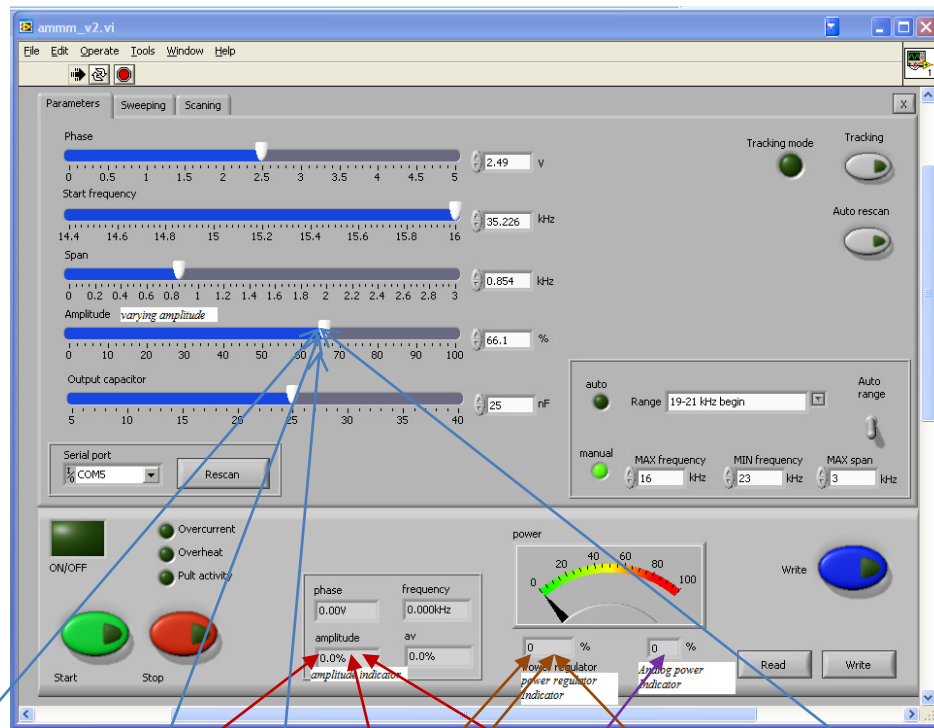 ammm_v2.vi
File Edit Operate Tools Window Help
1
Parameters Sweeping Scaning X
Phase
2.49 V
0 0.5 1 1.5 2 2.5 3 3.5 4 4.5 5
Start frequency
35.226 kHz
14.4 14.6 14.8 15 15.2 15.4 15.6 15.8 16
Span
0.854 kHz
0 0.2 0.4 0.6 0.8 1 1.2 1.4 1.6 1.8 2 2.2 2.4 2.6 2.8 3
Amplitude varying amplitude
66.1 %
0 10 20 30 40 50 60 70 80 90 100
Output capacitor
25 nF
5 10 15 20 25 30 35 40
Tracking mode Tracking
Auto rescan
auto Range 19-21 kHz begin Auto
range
manual MAX frequency MIN frequency MAX span
16 kHz 23 kHz 3 kHz
Serial port
COM5 Rescan
ON/OFF
Overcurrent
Overheat
Pult activity
Start Stop
phase frequency
0.00V 0.000kHz
amplitude av
0.0% 0.0%
amplitude indicator
power
0 20 40 60 80 100
0 % 0 %
power regulator
Indicator
Analog power
Indicator
Write
Read Write